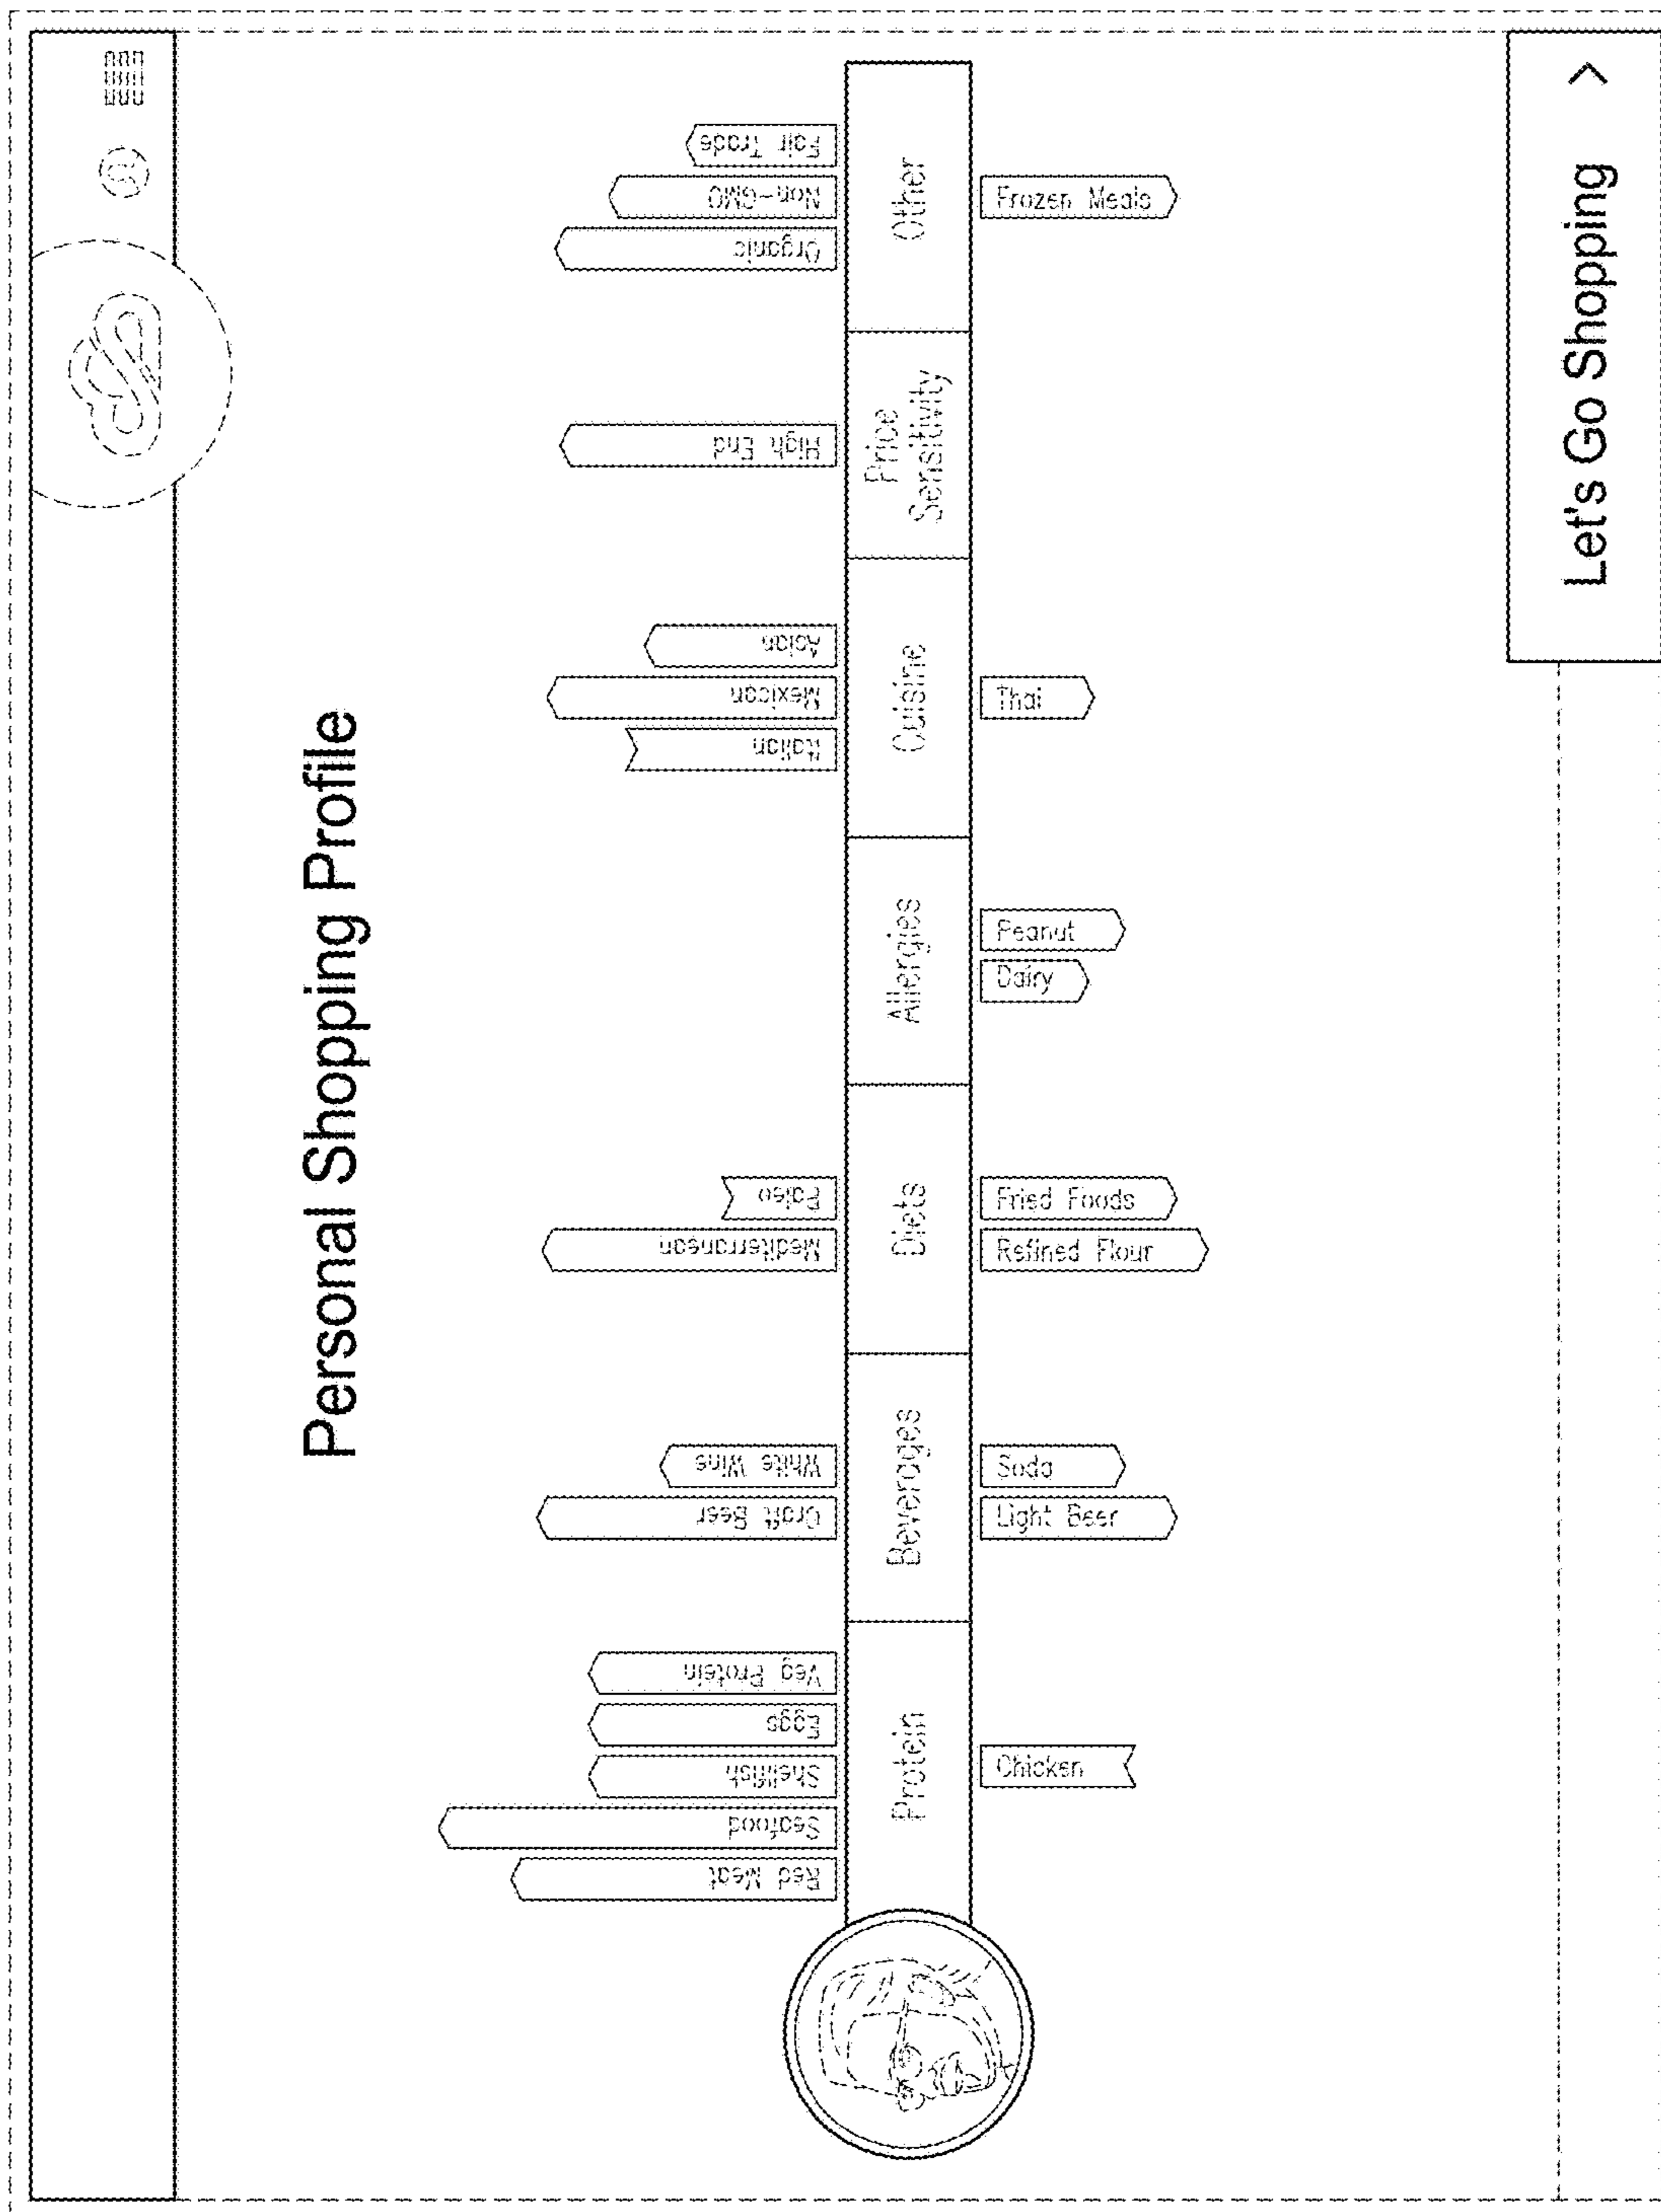 Personal Shopping Profile
Red Meat
Seafood
Shellfish
Eggs
Veg Protein
Craft Beer
White Wine
Mediterranean
Paleo
Italian
Mexican
Asian
High End
Organic
Non-GMO
Fair Trade
Protein
Beverages
Diets
Allergies
Cuisine
Price
Sensitivity
Other
Chicken
Light Beer
Soda
Refined Flour
Fried Foods
Dairy
Peanut
Thai
Frozen Meals
Let's Go Shopping >